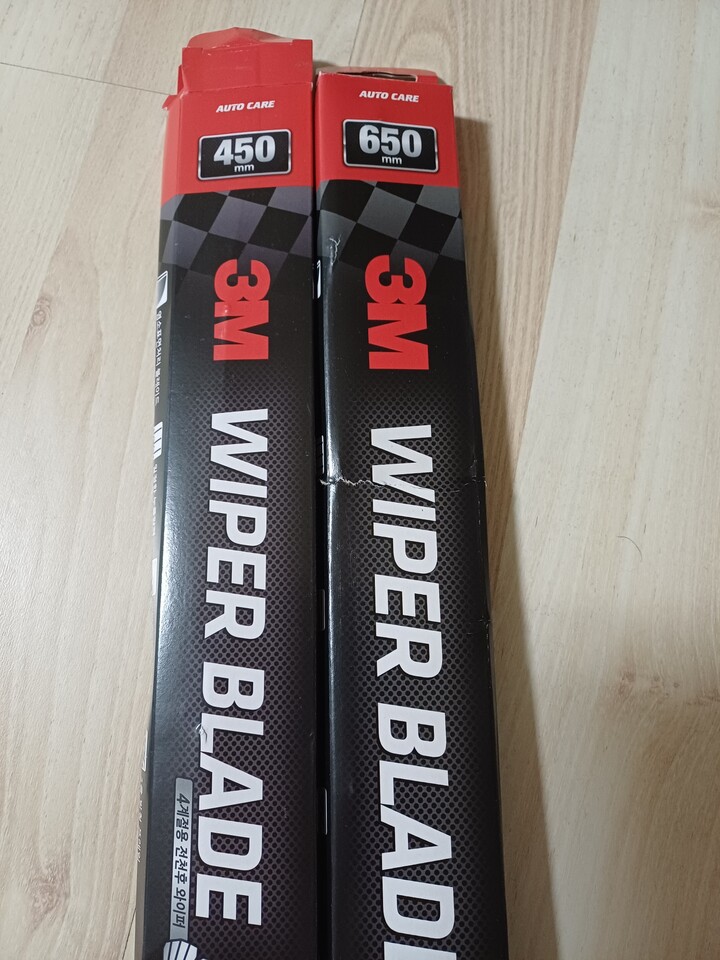 AUTO CARE
450
mm
3M
WIPER BLADE
4계절용 전천후 와이퍼
AUTO CARE
650
mm
3M
WIPER BLADE